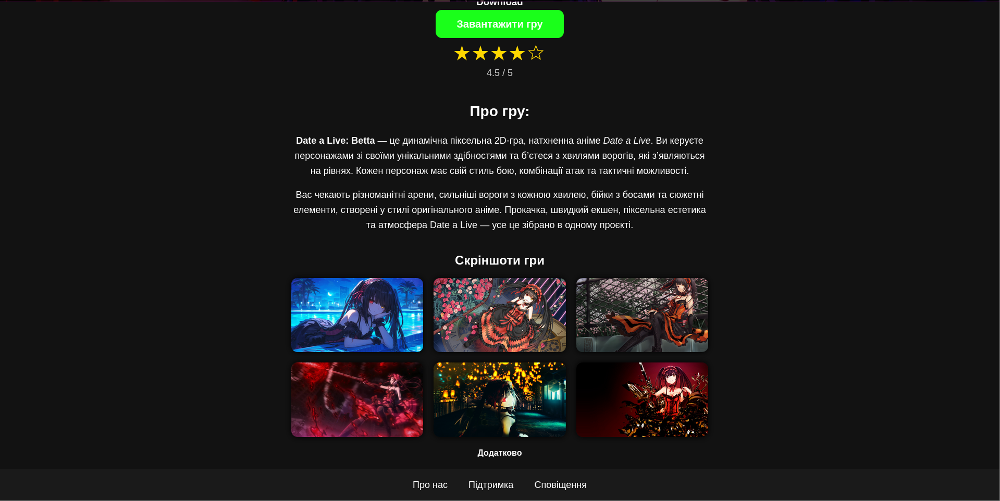 Download
Завантажити гру
★★★★☆
4.5 / 5
Про гру:
Date a Live: Betta — це динамічна піксельна 2D-гра, натхненна аніме Date a Live. Ви керуєте
персонажами зі своїми унікальними здібностями та б’єтеся з хвилями ворогів, які з’являються
на рівнях. Кожен персонаж має свій стиль бою, комбінації атак та тактичні можливості.
Вас чекають різноманітні арени, сильніші вороги з кожною хвилею, бійки з босами та сюжетні
елементи, створені у стилі оригінального аніме. Прокачка, швидкий екшен, піксельна естетика
та атмосфера Date a Live — усе це зібрано в одному проєкті.
Скріншоти гри
Додатково
Про нас Підтримка Сповіщення